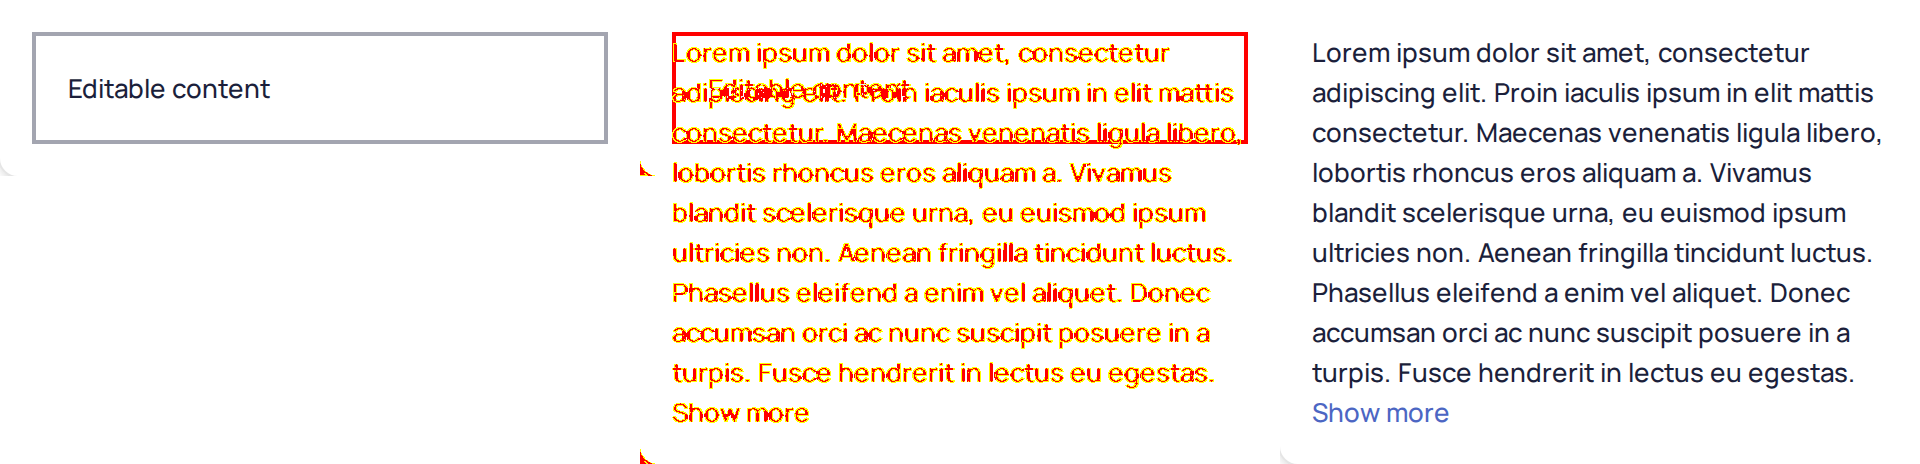 Editable content
Lorem ipsum dolor sit amet, consectetur
Editable content
adipiscing elit. Proin iaculis ipsum in elit mattis
consectetur. Maecenas venenatis ligula libero,
lobortis rhoncus eros aliquam a. Vivamus
blandit scelerisque urna, eu euismod ipsum
ultricies non. Aenean fringilla tincidunt luctus.
Phasellus eleifend a enim vel aliquet. Donec
accumsan orci ac nunc suscipit posuere in a
turpis. Fusce hendrerit in lectus eu egestas.
Show more
Lorem ipsum dolor sit amet, consectetur
adipiscing elit. Proin iaculis ipsum in elit mattis
consectetur. Maecenas venenatis ligula libero,
lobortis rhoncus eros aliquam a. Vivamus
blandit scelerisque urna, eu euismod ipsum
ultricies non. Aenean fringilla tincidunt luctus.
Phasellus eleifend a enim vel aliquet. Donec
accumsan orci ac nunc suscipit posuere in a
turpis. Fusce hendrerit in lectus eu egestas.
Show more